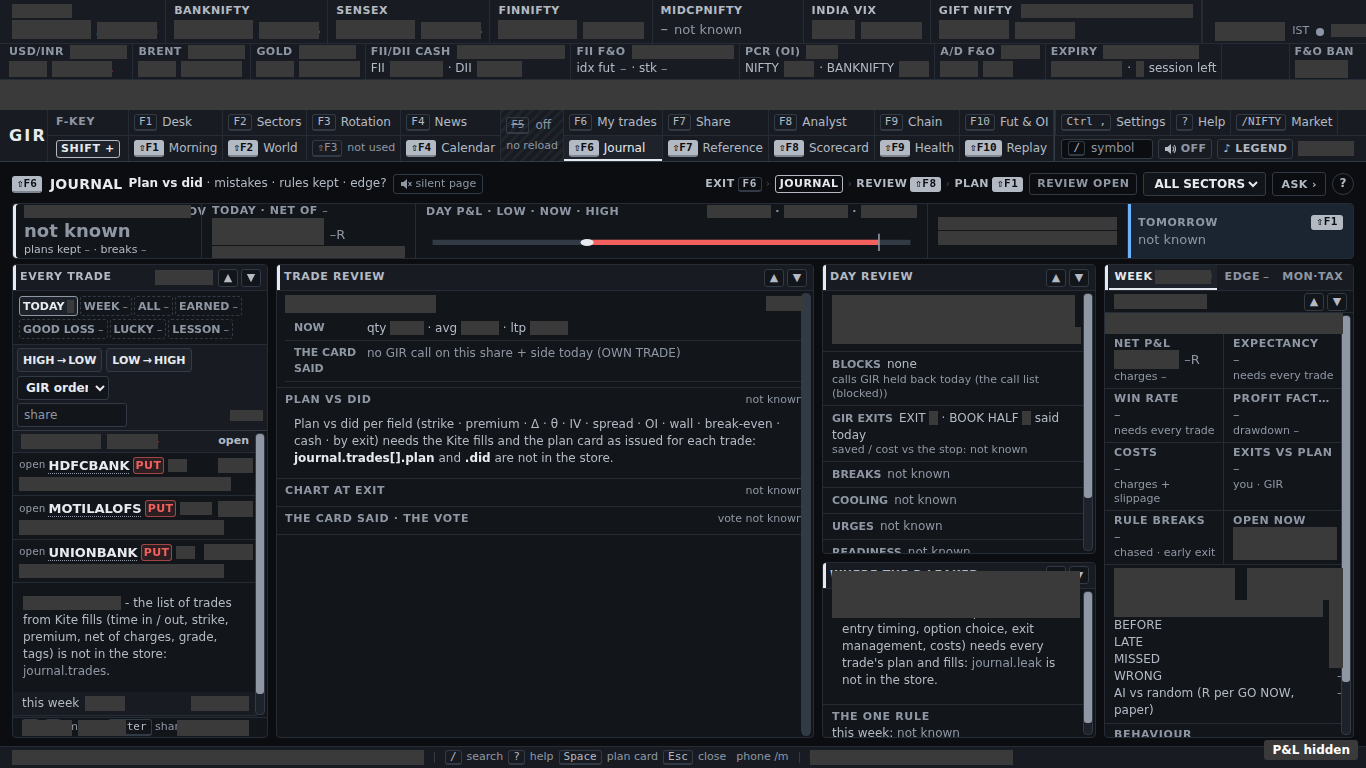 BANKNIFTY SENSEX FINNIFTY MIDCPNIFTY INDIA VIX GIFT NIFTY
– not known IST
USD/INR BRENT GOLD FII/DII CASH FII F&O PCR (OI) A/D F&O EXPIRY F&O BAN
FII · DII idx fut – · stk – NIFTY · BANKNIFTY · session left
GIR
F-KEY F1 Desk F2 Sectors F3 Rotation F4 News F5 off F6 My trades F7 Share F8 Analyst F9 Chain F10 Fut & OI Ctrl , Settings ? Help /NIFTY Market
SHIFT + ⇧F1 Morning ⇧F2 World ⇧F3 not used ⇧F4 Calendar no reload ⇧F6 Journal ⇧F7 Reference ⇧F8 Scorecard ⇧F9 Health ⇧F10 Replay / symbol OFF ♪ LEGEND
⇧F6 JOURNAL Plan vs did · mistakes · rules kept · edge? silent page EXIT F6 › JOURNAL › REVIEW ⇧F8 › PLAN ⇧F1 REVIEW OPEN ALL SECTORS ASK › ?
not known
plans kept – · breaks –
TODAY · NET OF –
–R
DAY P&L · LOW · NOW · HIGH · ·
TOMORROW ⇧F1
not known
EVERY TRADE ▲ ▼
TODAY WEEK – ALL – EARNED –
GOOD LOSS – LUCKY – LESSON –
HIGH→LOW LOW→HIGH
GIR order
share
open
open HDFCBANK PUT
open MOTILALOFS PUT
open UNIONBANK PUT
- the list of trades
from Kite fills (time in / out, strike,
premium, net of charges, grade,
tags) is not in the store:
journal.trades.
this week
TRADE REVIEW ▲ ▼
NOW qty · avg · ltp
THE CARD SAID no GIR call on this share + side today (OWN TRADE)
PLAN VS DID not known
Plan vs did per field (strike · premium · Δ · θ · IV · spread · OI · wall · break-even ·
cash · by exit) needs the Kite fills and the plan card as issued for each trade:
journal.trades[].plan and .did are not in the store.
CHART AT EXIT not known
THE CARD SAID · THE VOTE vote not known
DAY REVIEW ▲ ▼
BLOCKS none
calls GIR held back today (the call list
(blocked))
GIR EXITS EXIT · BOOK HALF said
today
saved / cost vs the stop: not known
BREAKS not known
COOLING not known
URGES not known
READINESS not known
entry timing, option choice, exit
management, costs) needs every
trade's plan and fills: journal.leak is
not in the store.
THE ONE RULE
this week: not known
WEEK EDGE – MON·TAX
▲ ▼
NET P&L EXPECTANCY
–R –
charges – needs every trade
WIN RATE PROFIT FACT…
– –
needs every trade drawdown –
COSTS EXITS VS PLAN
– –
charges + slippage you · GIR
RULE BREAKS OPEN NOW
–
chased · early exit
BEFORE
LATE
MISSED
WRONG –
AI vs random (R per GO NOW, paper) –
BEHAVIOUR
P&L hidden
/ search ? help Space plan card Esc close phone /m